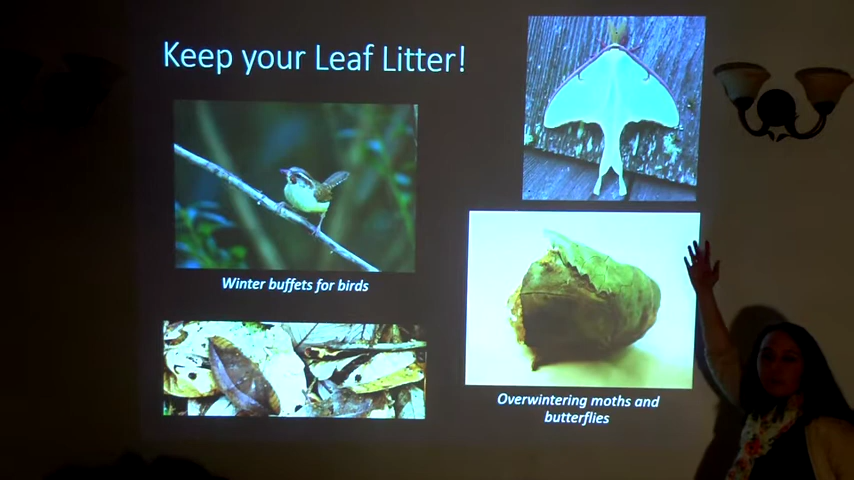 Keep your Leaf Litter!
Winter buffets for birds
Overwintering moths and
butterflies